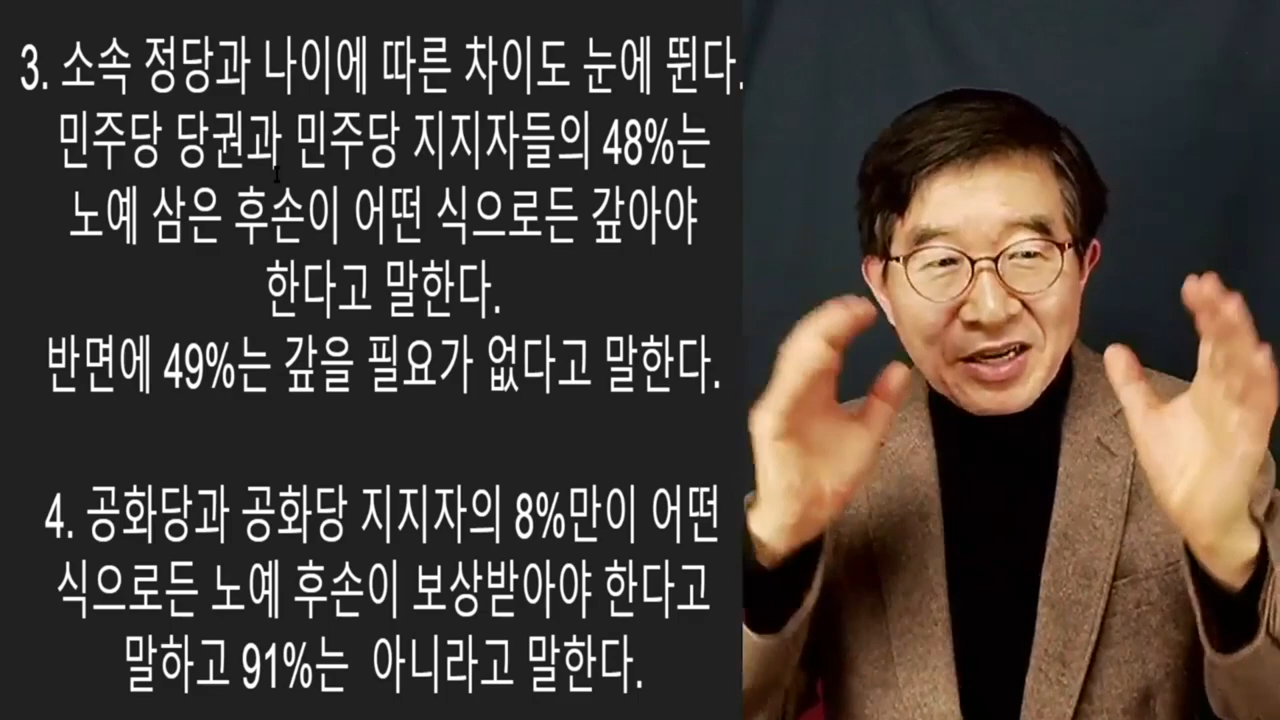 3. 소속 정당과 나이에 따른 차이도 눈에 뛴다.
민주당 당권과 민주당 지지자들의 48%는
노예 삼은 후손이 어떤 식으로든 갚아야
한다고 말한다.
반면에 49%는 갚을 필요가 없다고 말한다.
4. 공화당과 공화당 지지자의 8%만이 어떤
식으로든 노예 후손이 보상받아야 한다고
말하고 91%는 아니라고 말한다.